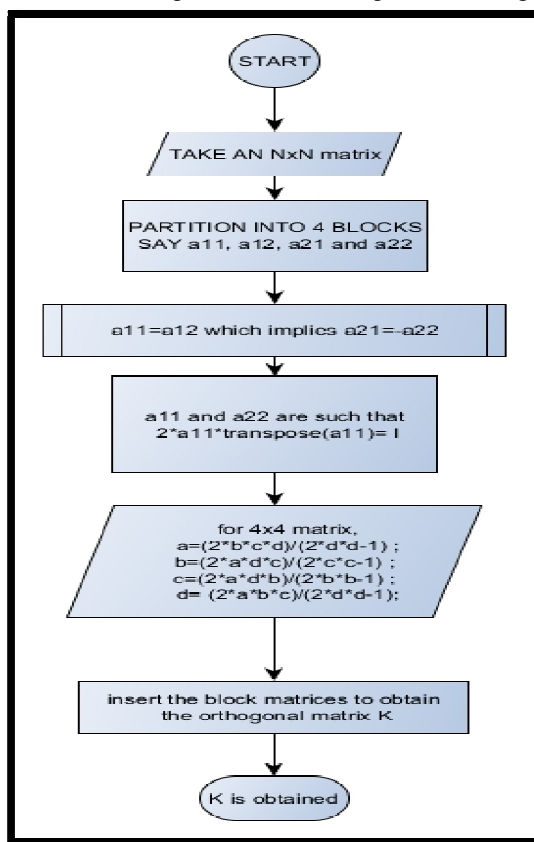 START
TAKE AN NxN matrix
PARTITION INTO 4 BLOCKS
SAY a11, a12, a21 and a22
a11=a12 which implies a21=-a22
a11 and a22 are such that
2*a11*transpose(a11)= I
for 4x4 matrix,
a=(2*b*c*d)/(2*d*d-1) ;
b=(2*a*d*c)/(2*c*c-1) ;
c=(2*a*d*b)/(2*b*b-1) ;
d= (2*a*b*c)/(2*d*d-1);
insert the block matrices to obtain
the orthogonal matrix K
K is obtained